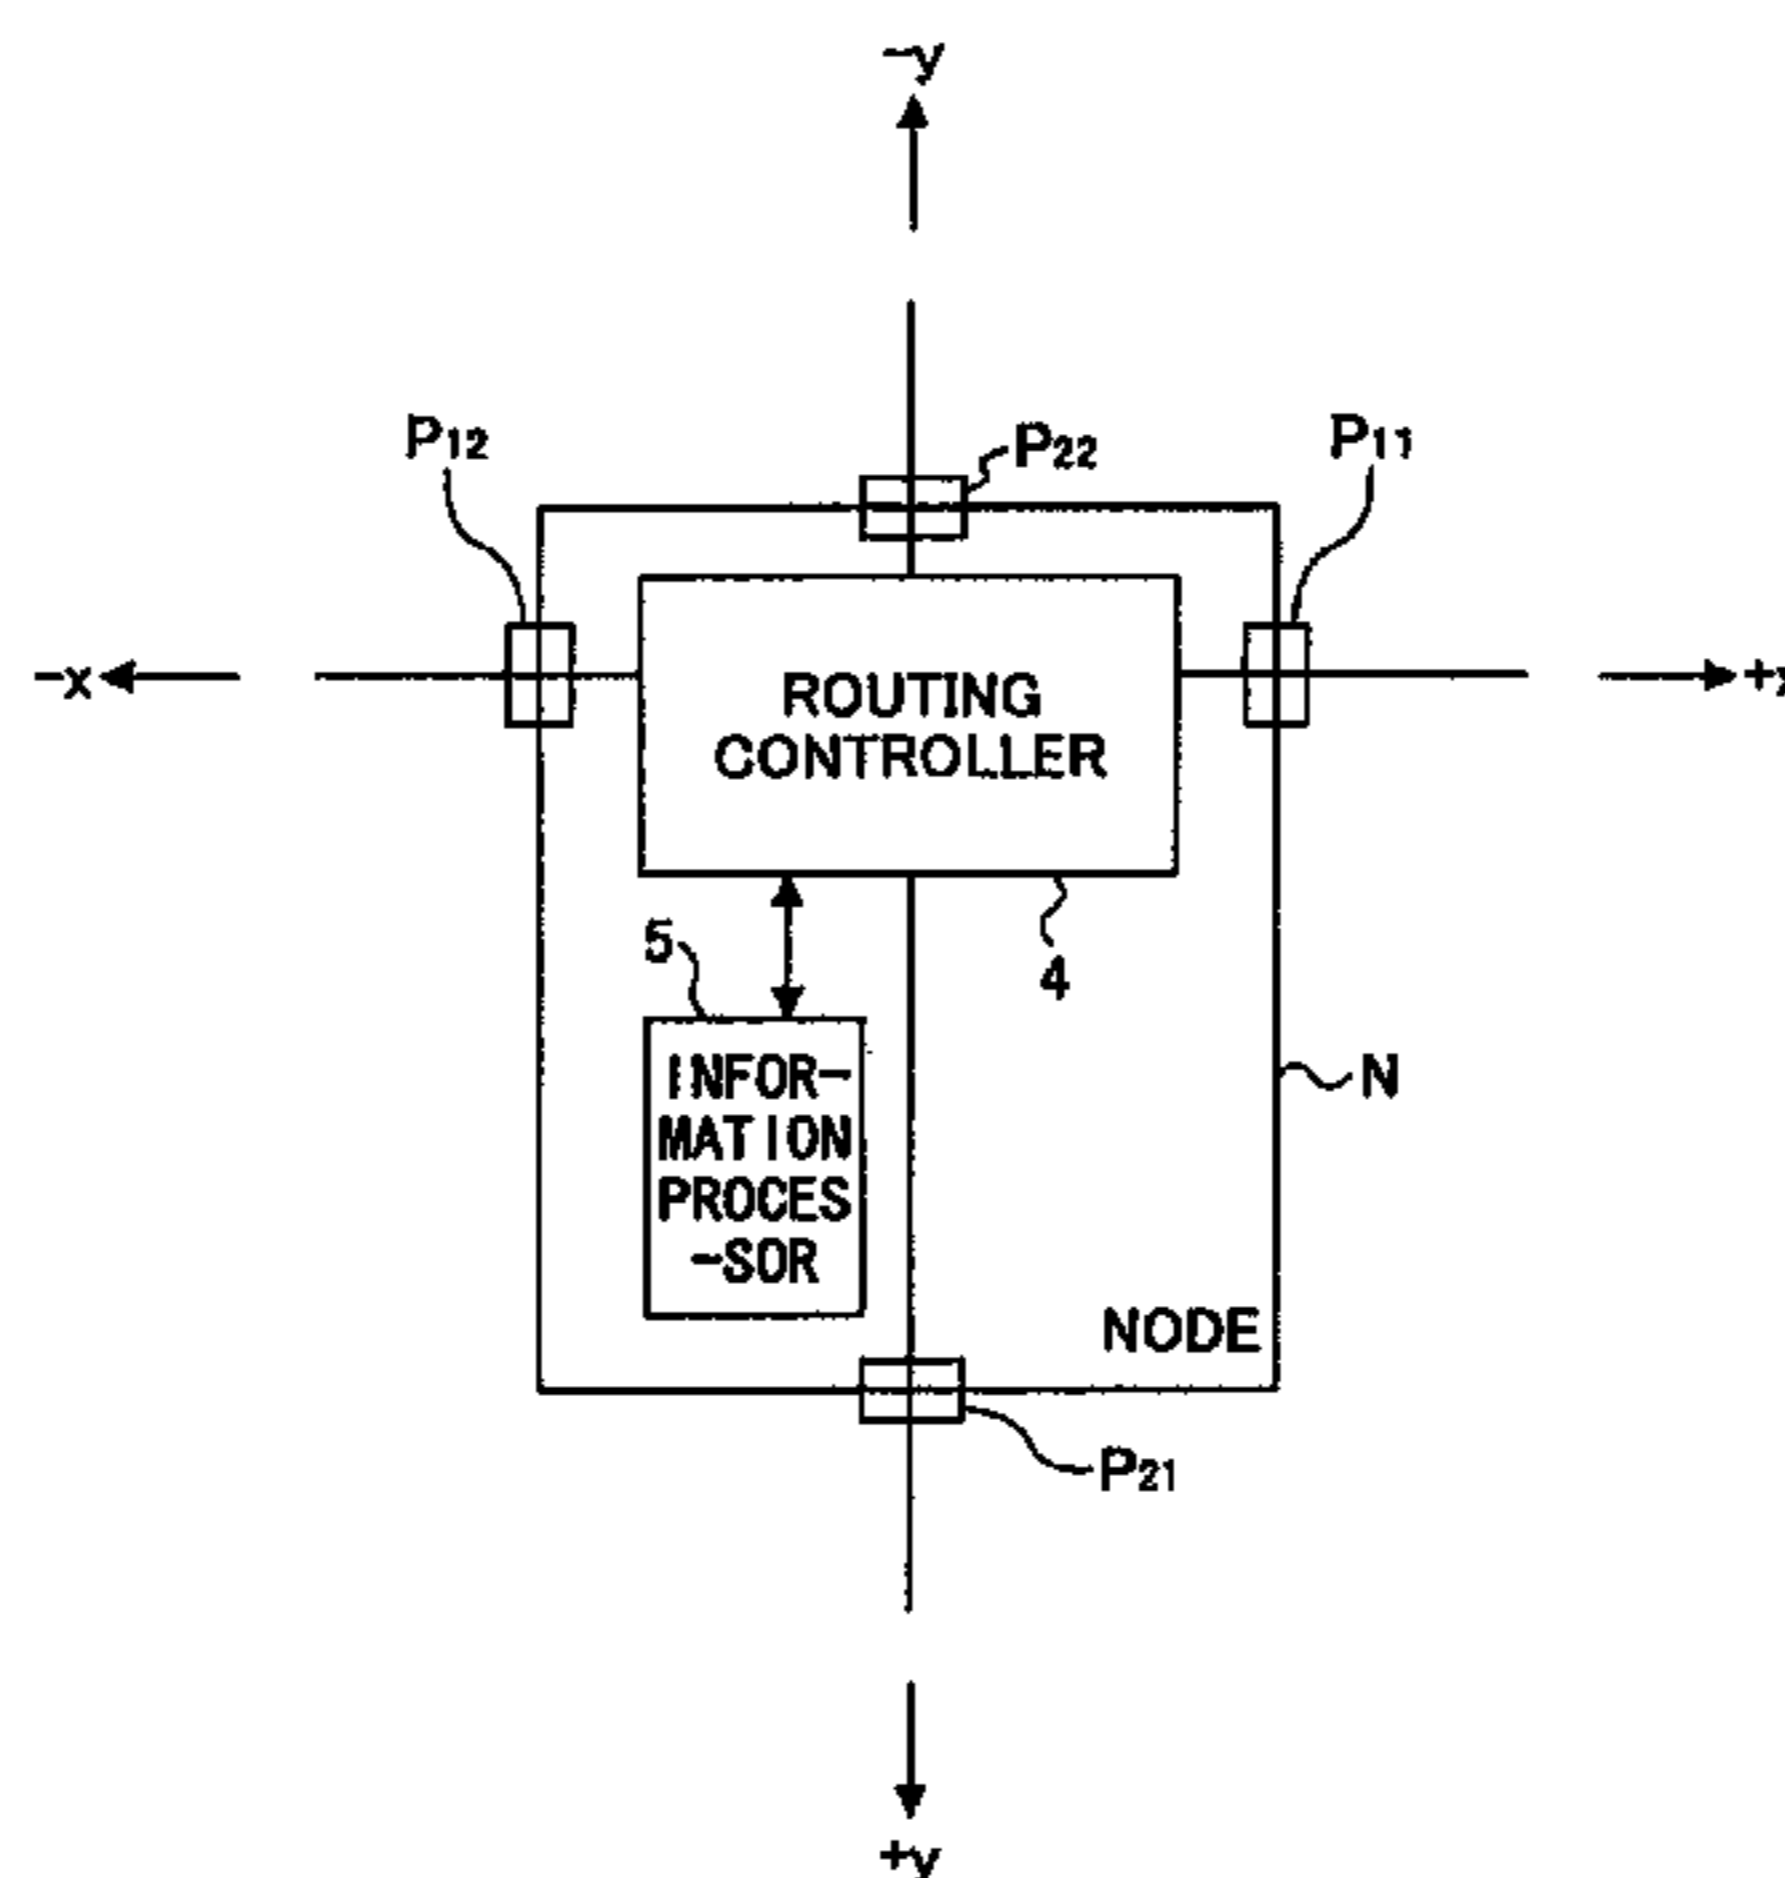 -y
P12
P22
P11
-x
+x
ROUTING
CONTROLLER
5
4
INFOR-
MATION
PROCES
-SOR
N
NODE
P21
+y